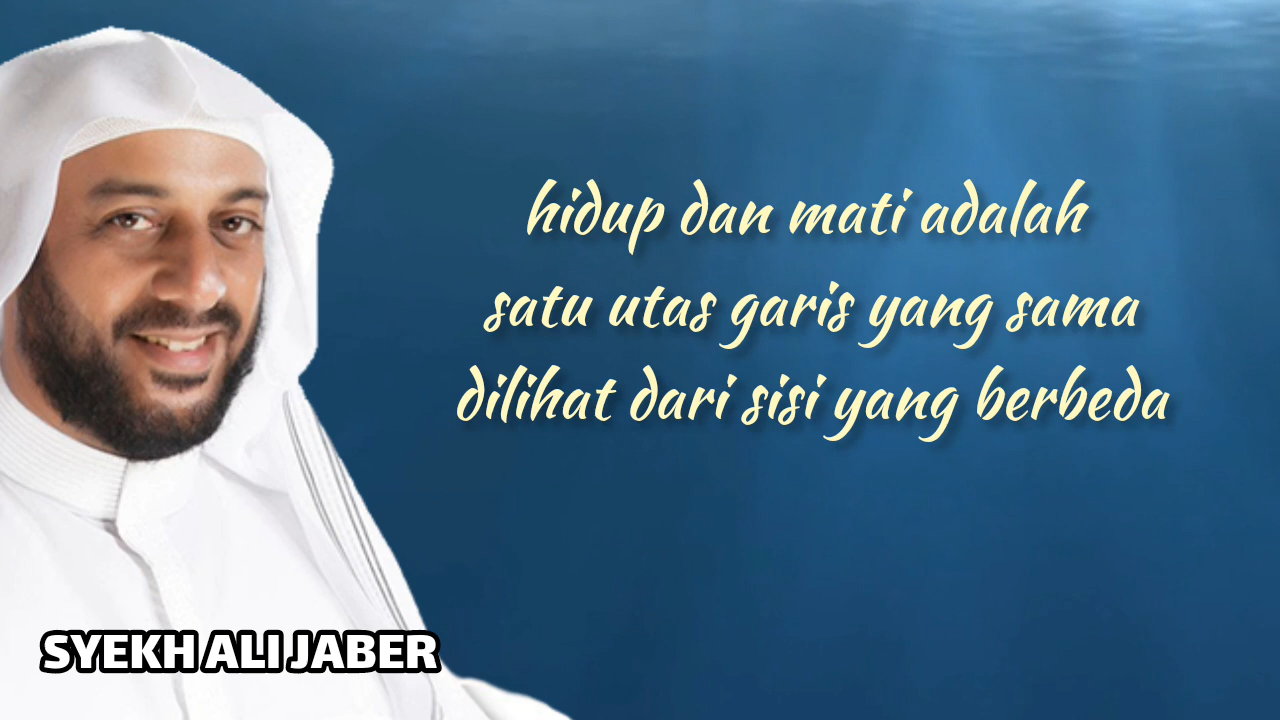 hidup dan mati adalah
satu utas garis yang sama
dilihat dari sisi yang berbeda
SYEKH ALI JABER